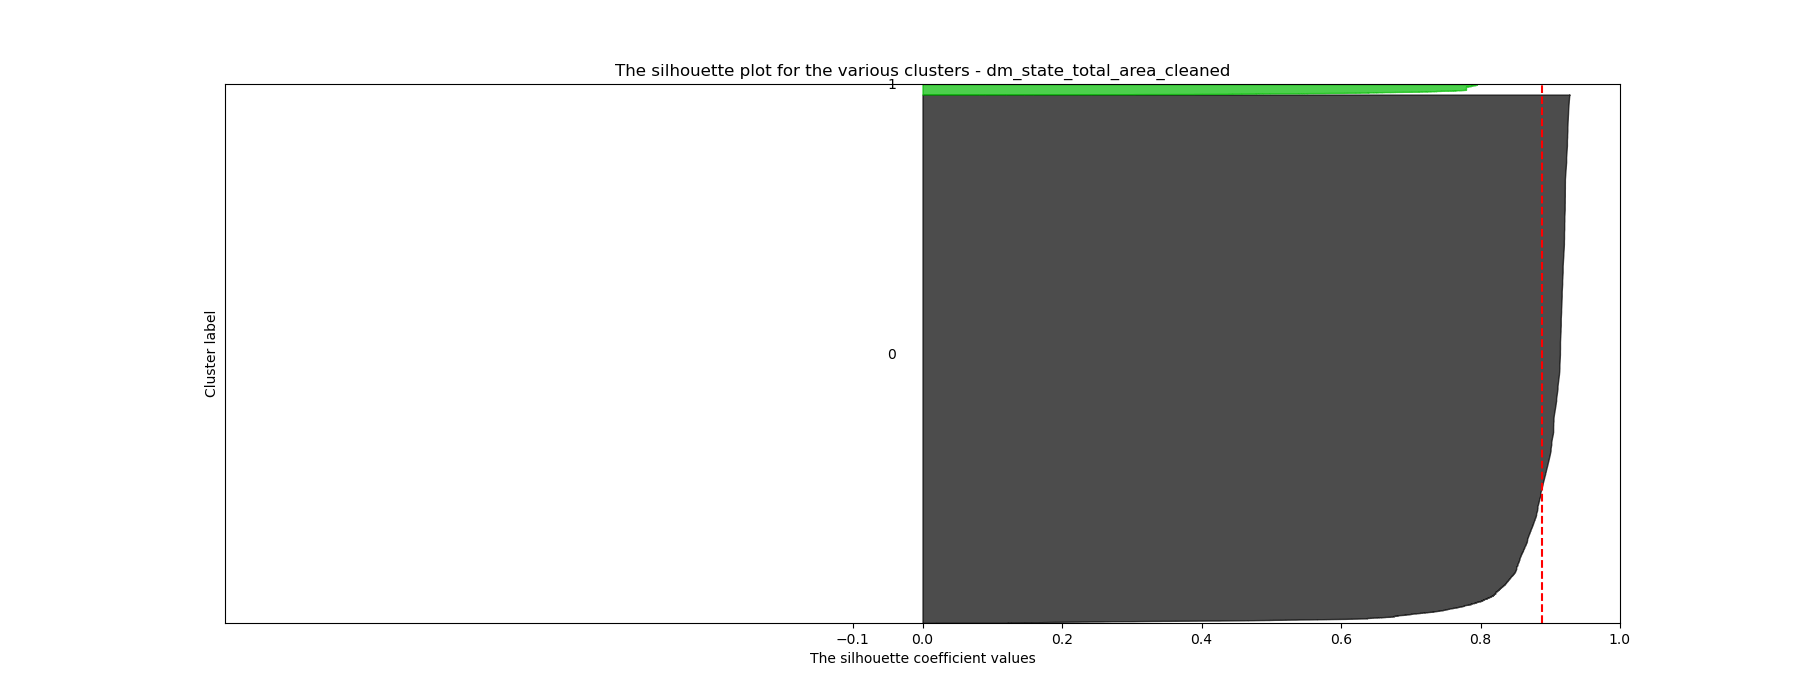 The silhouette plot for the various clusters - dm_state_total_area_cleaned
1
0
Cluster label
−0.1 0.0 0.2 0.4 0.6 0.8 1.0
The silhouette coefficient values